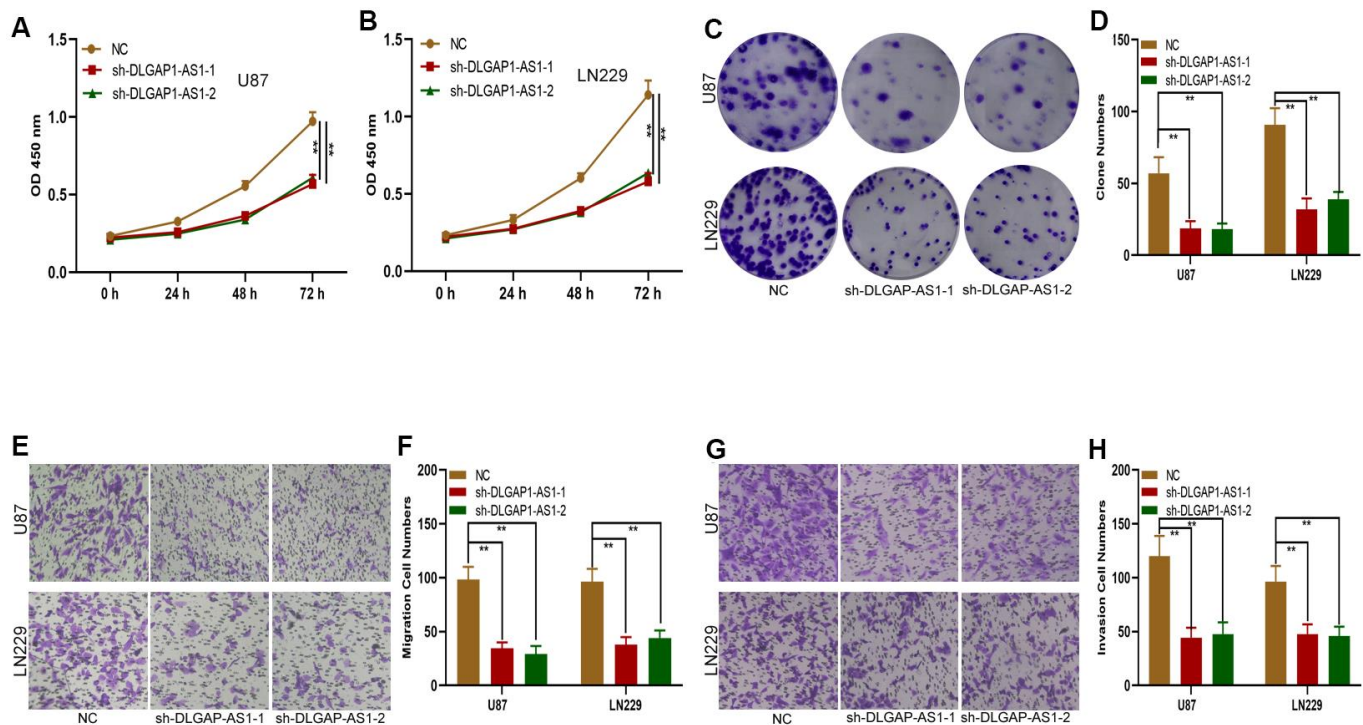 A
1.5
NC
sh-DLGAP1-AS1-1
sh-DLGAP1-AS1-2
U87
1.0
0.5
0.0
OD 450 nm
**
**
0 h 24 h 48 h 72 h
B
1.5
NC
sh-DLGAP1-AS1-1
sh-DLGAP1-AS1-2
LN229
1.0
0.5
0.0
OD 450 nm
**
**
0 h 24 h 48 h 72 h
C
U87
LN229
NC sh-DLGAP-AS1-1 sh-DLGAP-AS1-2
D
150
NC
sh-DLGAP1-AS1-1
sh-DLGAP1-AS1-2
100
50
0
Clone Numbers
**
**
**
**
U87 LN229
E
U87
LN229
NC sh-DLGAP-AS1-1 sh-DLGAP-AS1-2
F
200
NC
sh-DLGAP1-AS1-1
sh-DLGAP1-AS1-2
150
100
50
0
Migration Cell Numbers
**
**
**
**
U87 LN229
G
U87
LN229
NC sh-DLGAP-AS1-1 sh-DLGAP-AS1-2
H
200
NC
sh-DLGAP1-AS1-1
sh-DLGAP1-AS1-2
150
100
50
0
Invasion Cell Numbers
**
**
**
**
U87 LN229